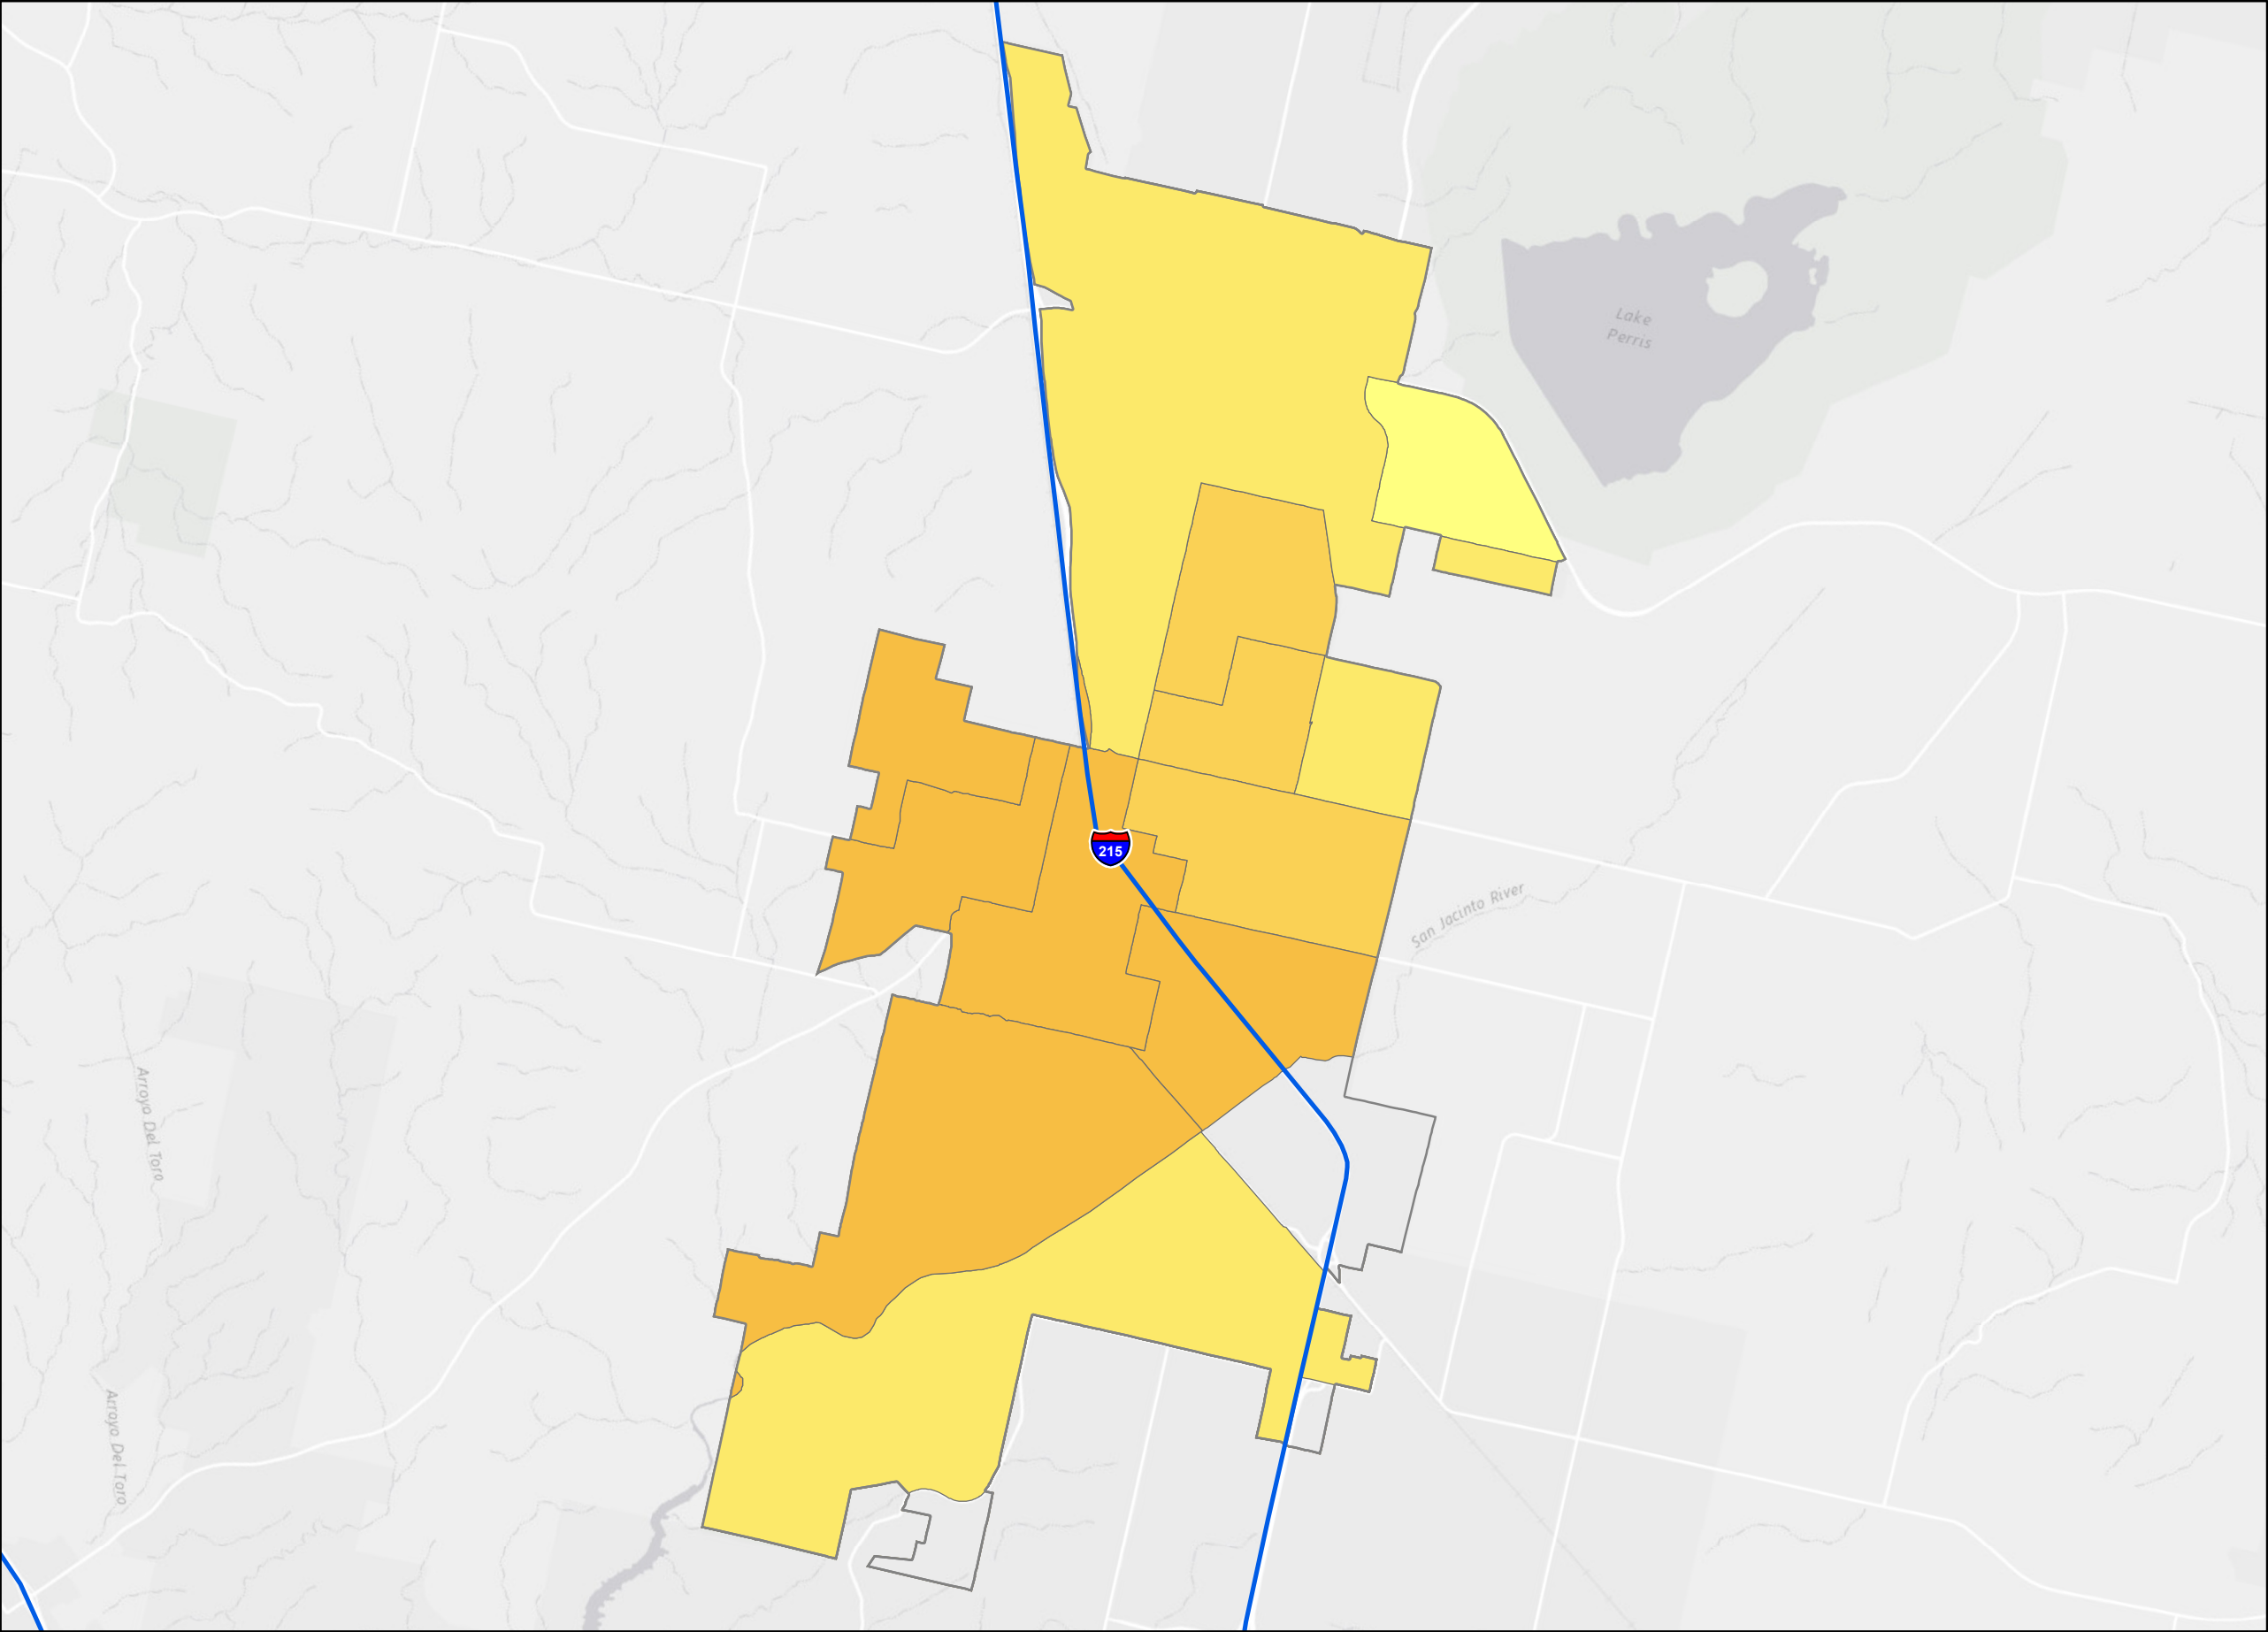 Lake
Perris
215
San Jacinto River
Arroyo Del Toro
Arroyo Del Toro